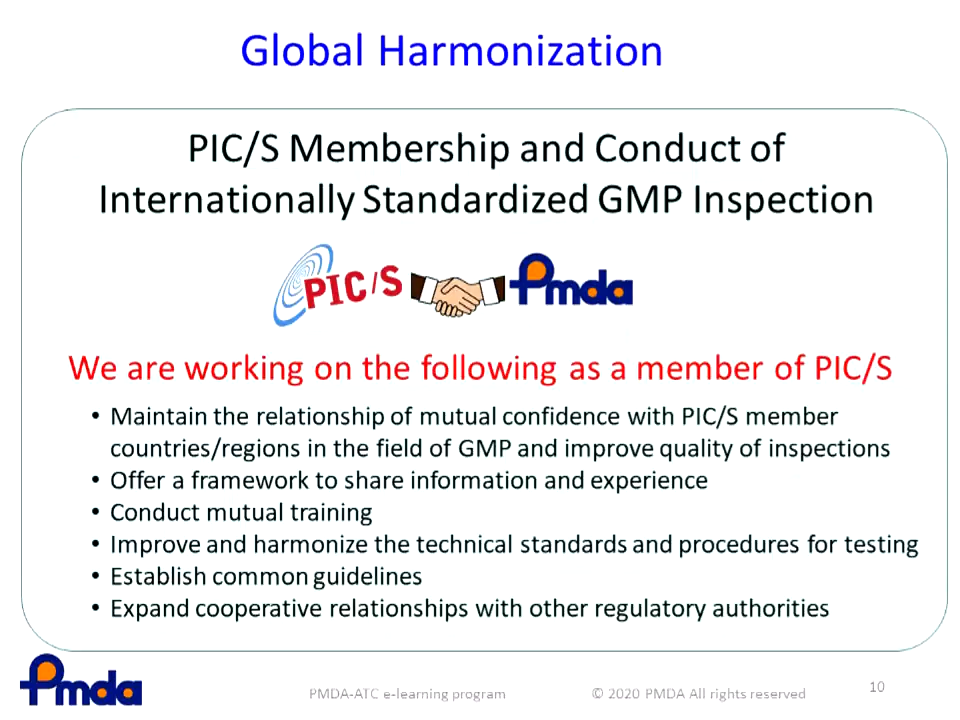 Global Harmonization
PIC/S Membership and Conduct of
Internationally Standardized GMP Inspection
PIC/S
Pmda
We are working on the following as a member of PIC/S
• Maintain the relationship of mutual confidence with PIC/S member
countries/regions in the field of GMP and improve quality of inspections
• Offer a framework to share information and experience
• Conduct mutual training
• Improve and harmonize the technical standards and procedures for testing
• Establish common guidelines
• Expand cooperative relationships with other regulatory authorities
Pmda
PMDA-ATC e-learning program
© 2020 PMDA All rights reserved
10